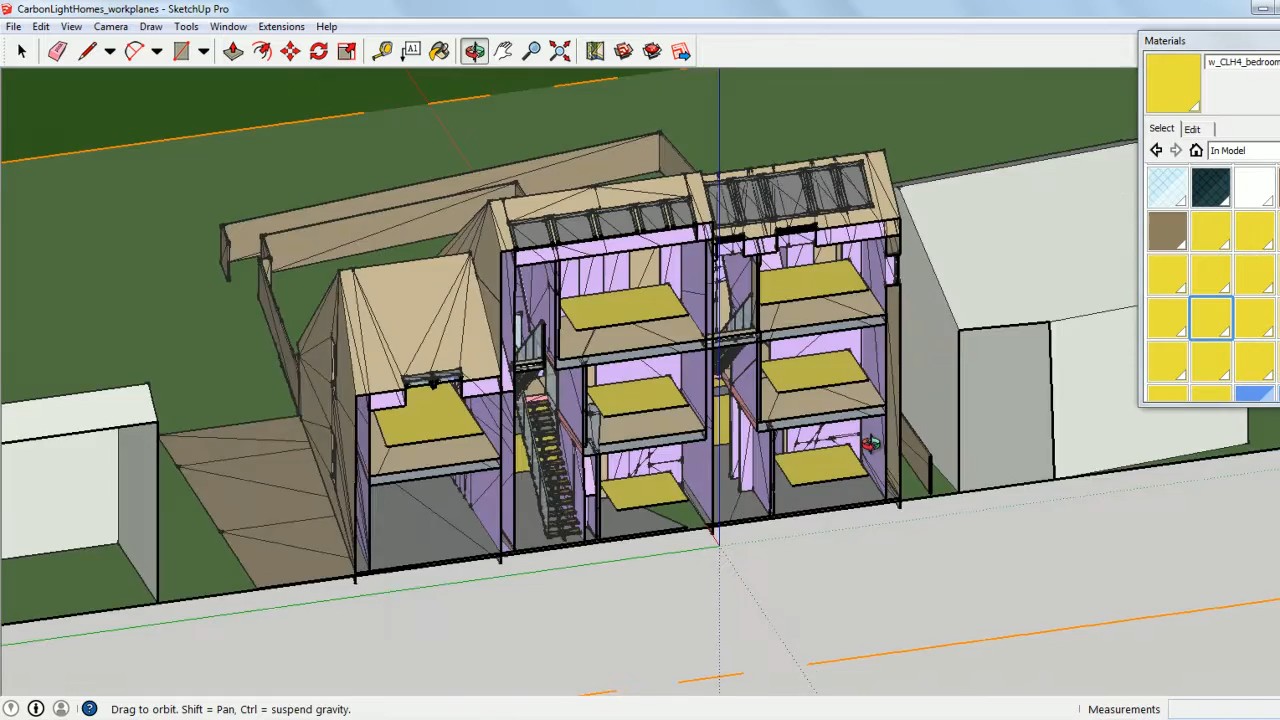 CarbonLightHomes_workplanes - SketchUp Pro
File Edit View Camera Draw Tools Window Extensions Help
A1
Materials
w_CLH4_bedroom
Select Edit
In Model
Drag to orbit. Shift = Pan, Ctrl = suspend gravity.
Measurements